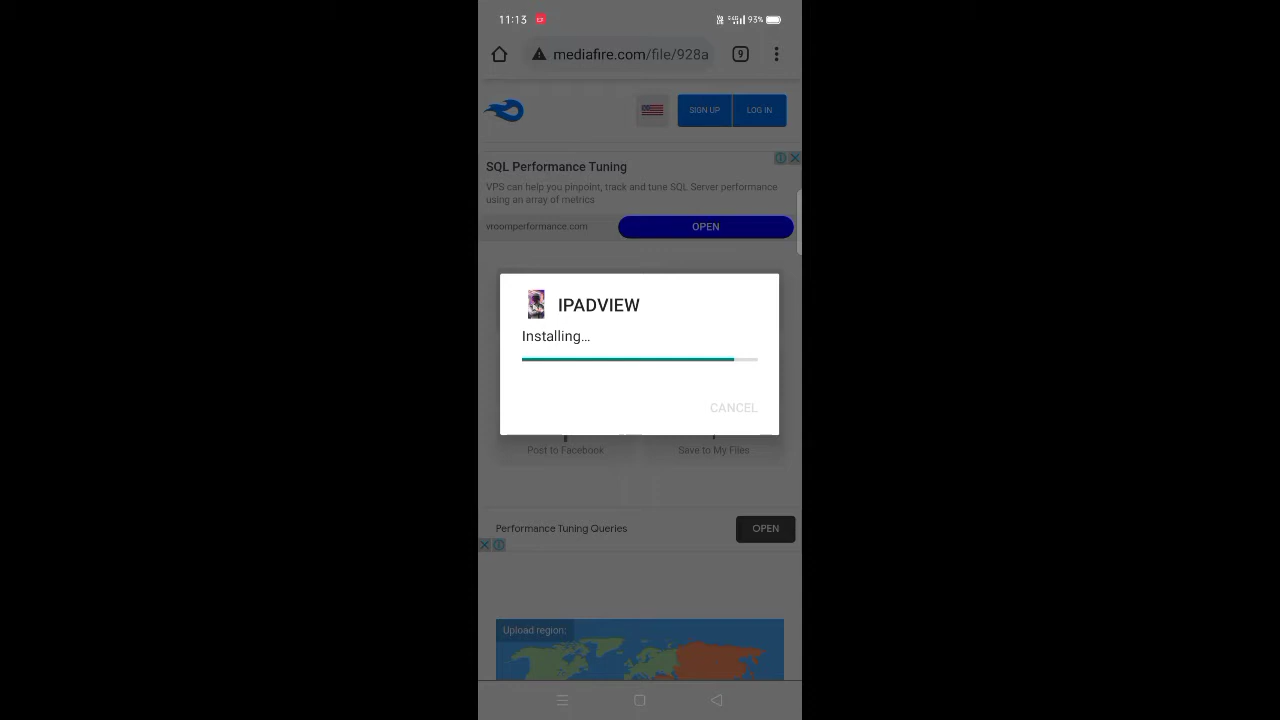 11:13
93%
mediafire.com/file/928a
9
SIGN UP
LOG IN
SQL Performance Tuning
VPS can help you pinpoint, track and tune SQL Server performance
using an array of metrics
vroomperformance.com
OPEN
IPADVIEW
Installing...
CANCEL
Post to Facebook
Save to My Files
Performance Tuning Queries
OPEN
Upload region: